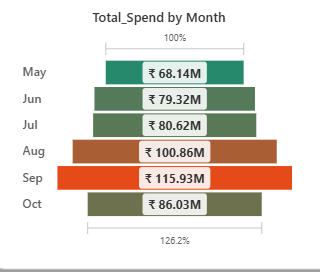 Total_Spend by Month
100%
May ₹ 68.14M
Jun ₹ 79.32M
Jul ₹ 80.62M
Aug ₹ 100.86M
Sep ₹ 115.93M
Oct ₹ 86.03M
126.2%